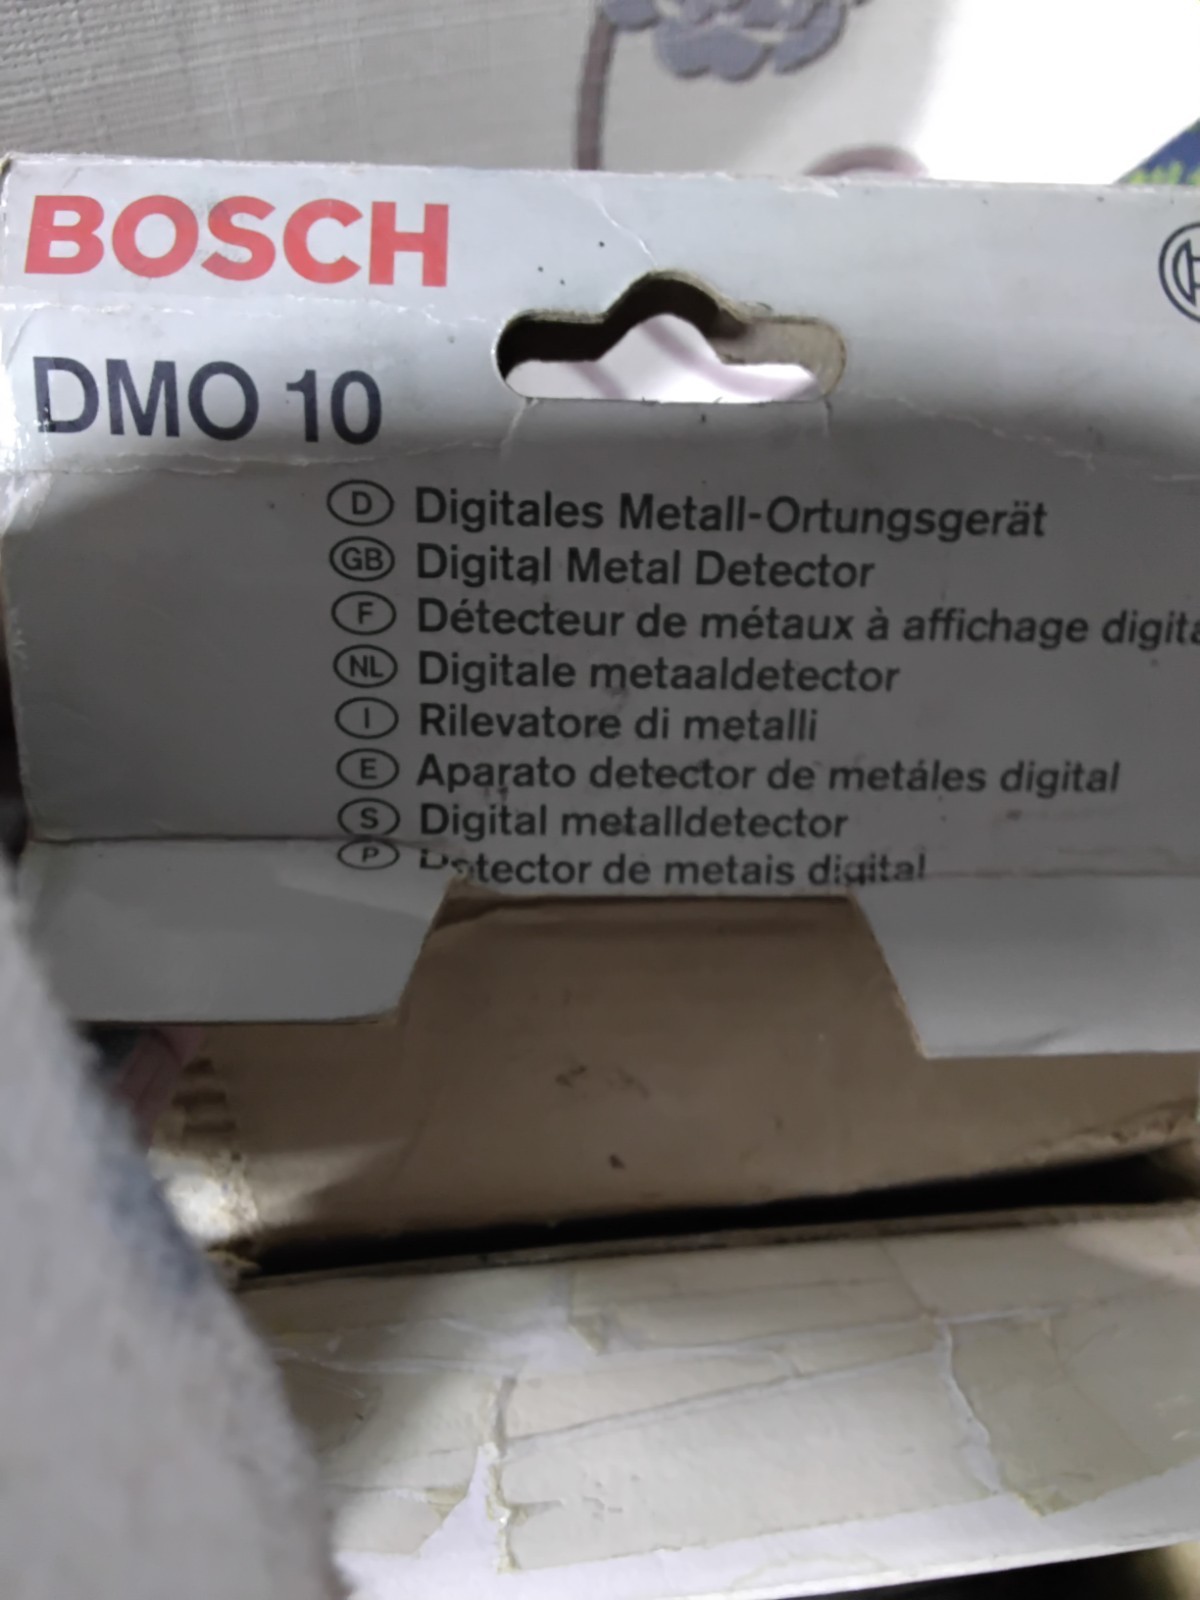 BOSCH
DMO 10
D Digitales Metall-Ortungsgerät
GB Digital Metal Detector
F Détecteur de métaux à affichage digita
NL Digitale metaaldetector
I Rilevatore di metalli
E Aparato detector de metáles digital
S Digital metalldetector
P Detector de metais digital